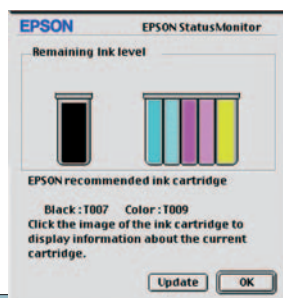 EPSON EPSON StatusMonitor
Remaining Ink level
EPSON recommended ink cartridge
Black : T007 Color : T009
Click the image of the ink cartridge to
display information about the current
cartridge.
Update OK